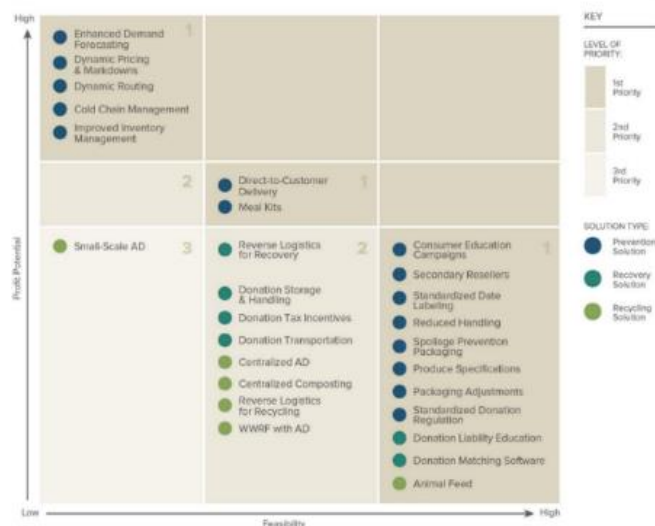 High
Enhanced Demand
Forecasting
1
Dynamic Pricing
& Markdowns
Dynamic Routing
Cold Chain Management
Improved Inventory
Management
2
Direct-to-Customer
Delivery
1
Meal Kits
Small-Scale AD
3
Reverse Logistics
for Recovery
2
Donation Storage
& Handling
Donation Tax Incentives
Donation Transportation
Centralized AD
Centralized Composting
Reverse Logistics
for Recycling
WWRF with AD
Consumer Education
Campaigns
1
Secondary Resellers
Standardized Date
Labeling
Reduced Handling
Spoilage Prevention
Packaging
Produce Specifications
Packaging Adjustments
Standardized Donation
Regulation
Donation Liability Education
Donation Matching Software
Animal Feed
Profit Potential
Low
Feasibility
High
KEY
LEVEL OF
PRIORITY:
1st
Priority
2nd
Priority
3rd
Priority
SOLUTION TYPE:
Prevention
Solution
Recovery
Solution
Recycling
Solution